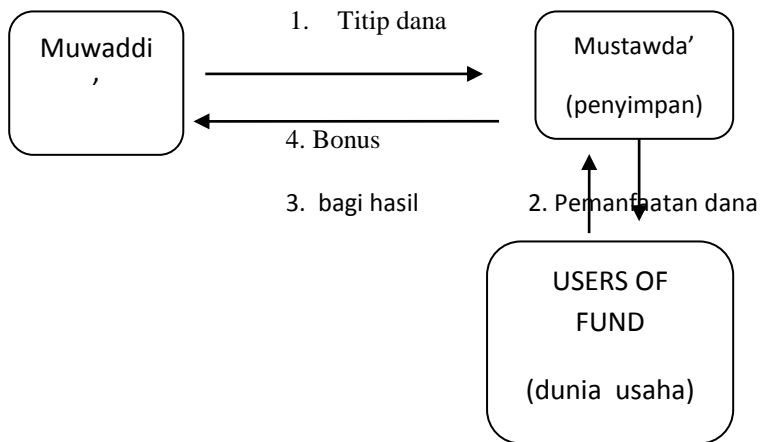 1. Titip dana
Muwaddi
’
Mustawda’
(penyimpan)
4. Bonus
3. bagi hasil
2. Pemanfaatan dana
USERS OF
FUND
(dunia usaha)